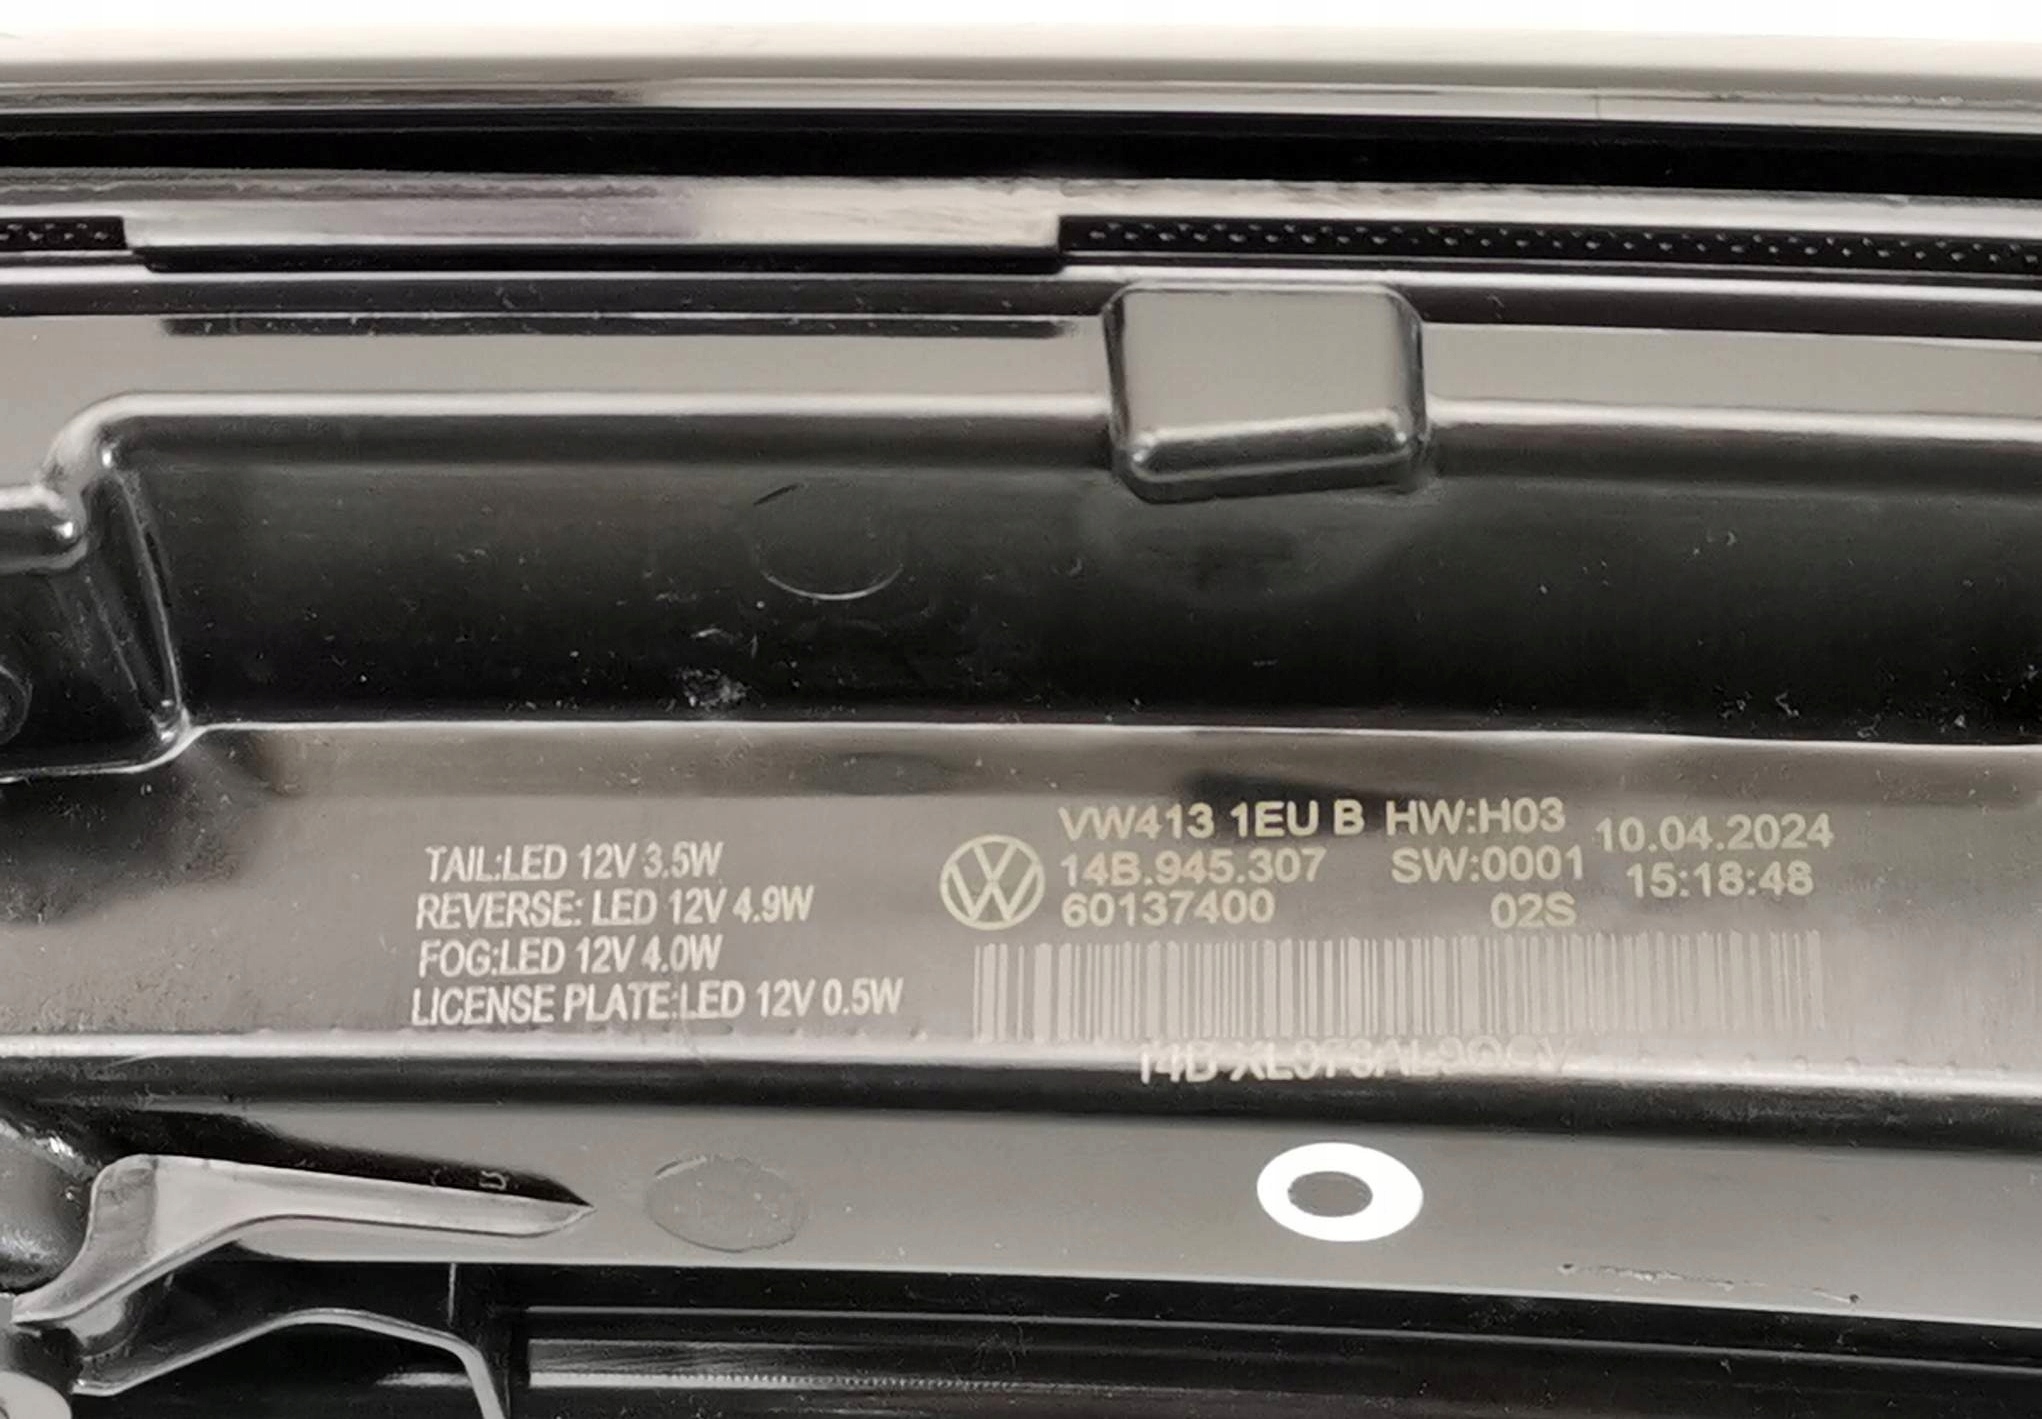 TAIL:LED 12V 3.5W
REVERSE: LED 12V 4.9W
FOG:LED 12V 4.0W
LICENSE PLATE:LED 12V 0.5W
VW413 1EU B HW:H03 10.04.2024
14B.945.307 SW:0001 15:18:48
60137400 02S